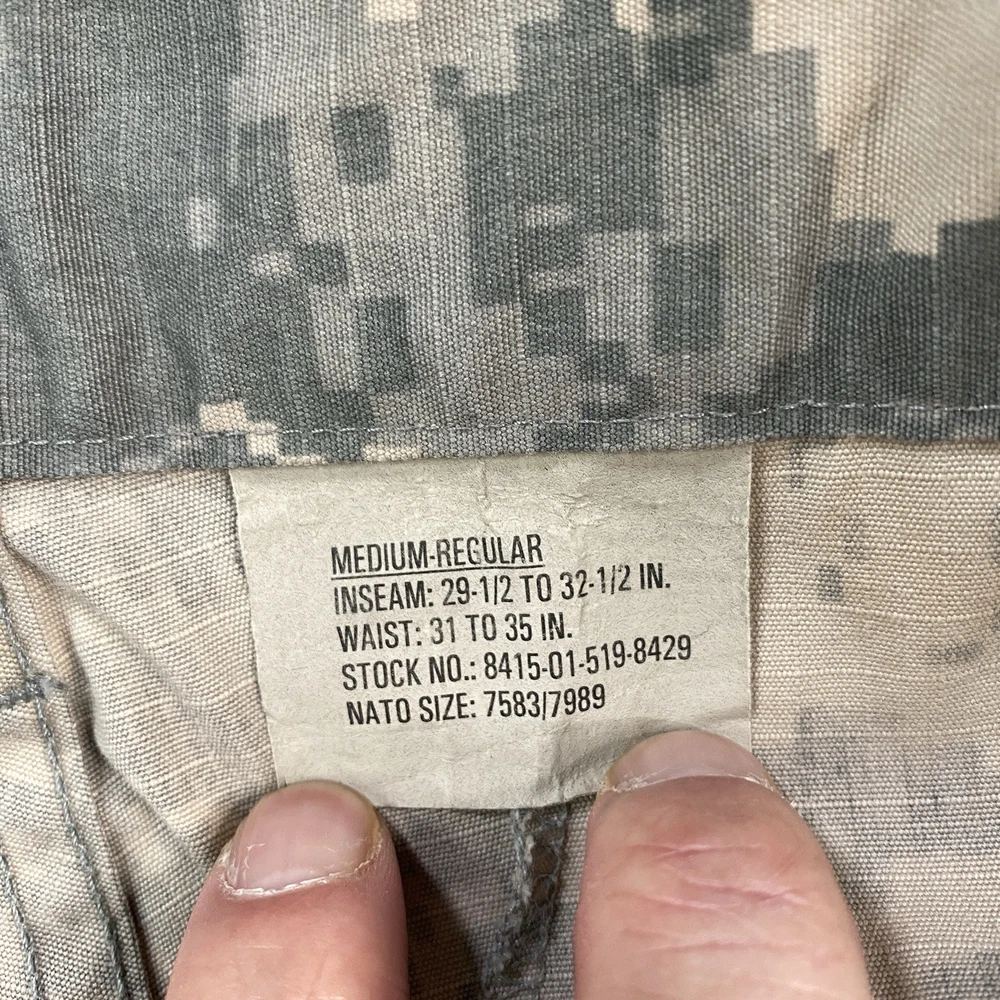 MEDIUM-REGULAR
INSEAM: 29-1/2 TO 32-1/2 IN.
WAIST: 31 TO 35 IN.
STOCK NO.: 8415-01-519-8429
NATO SIZE: 7583/7989